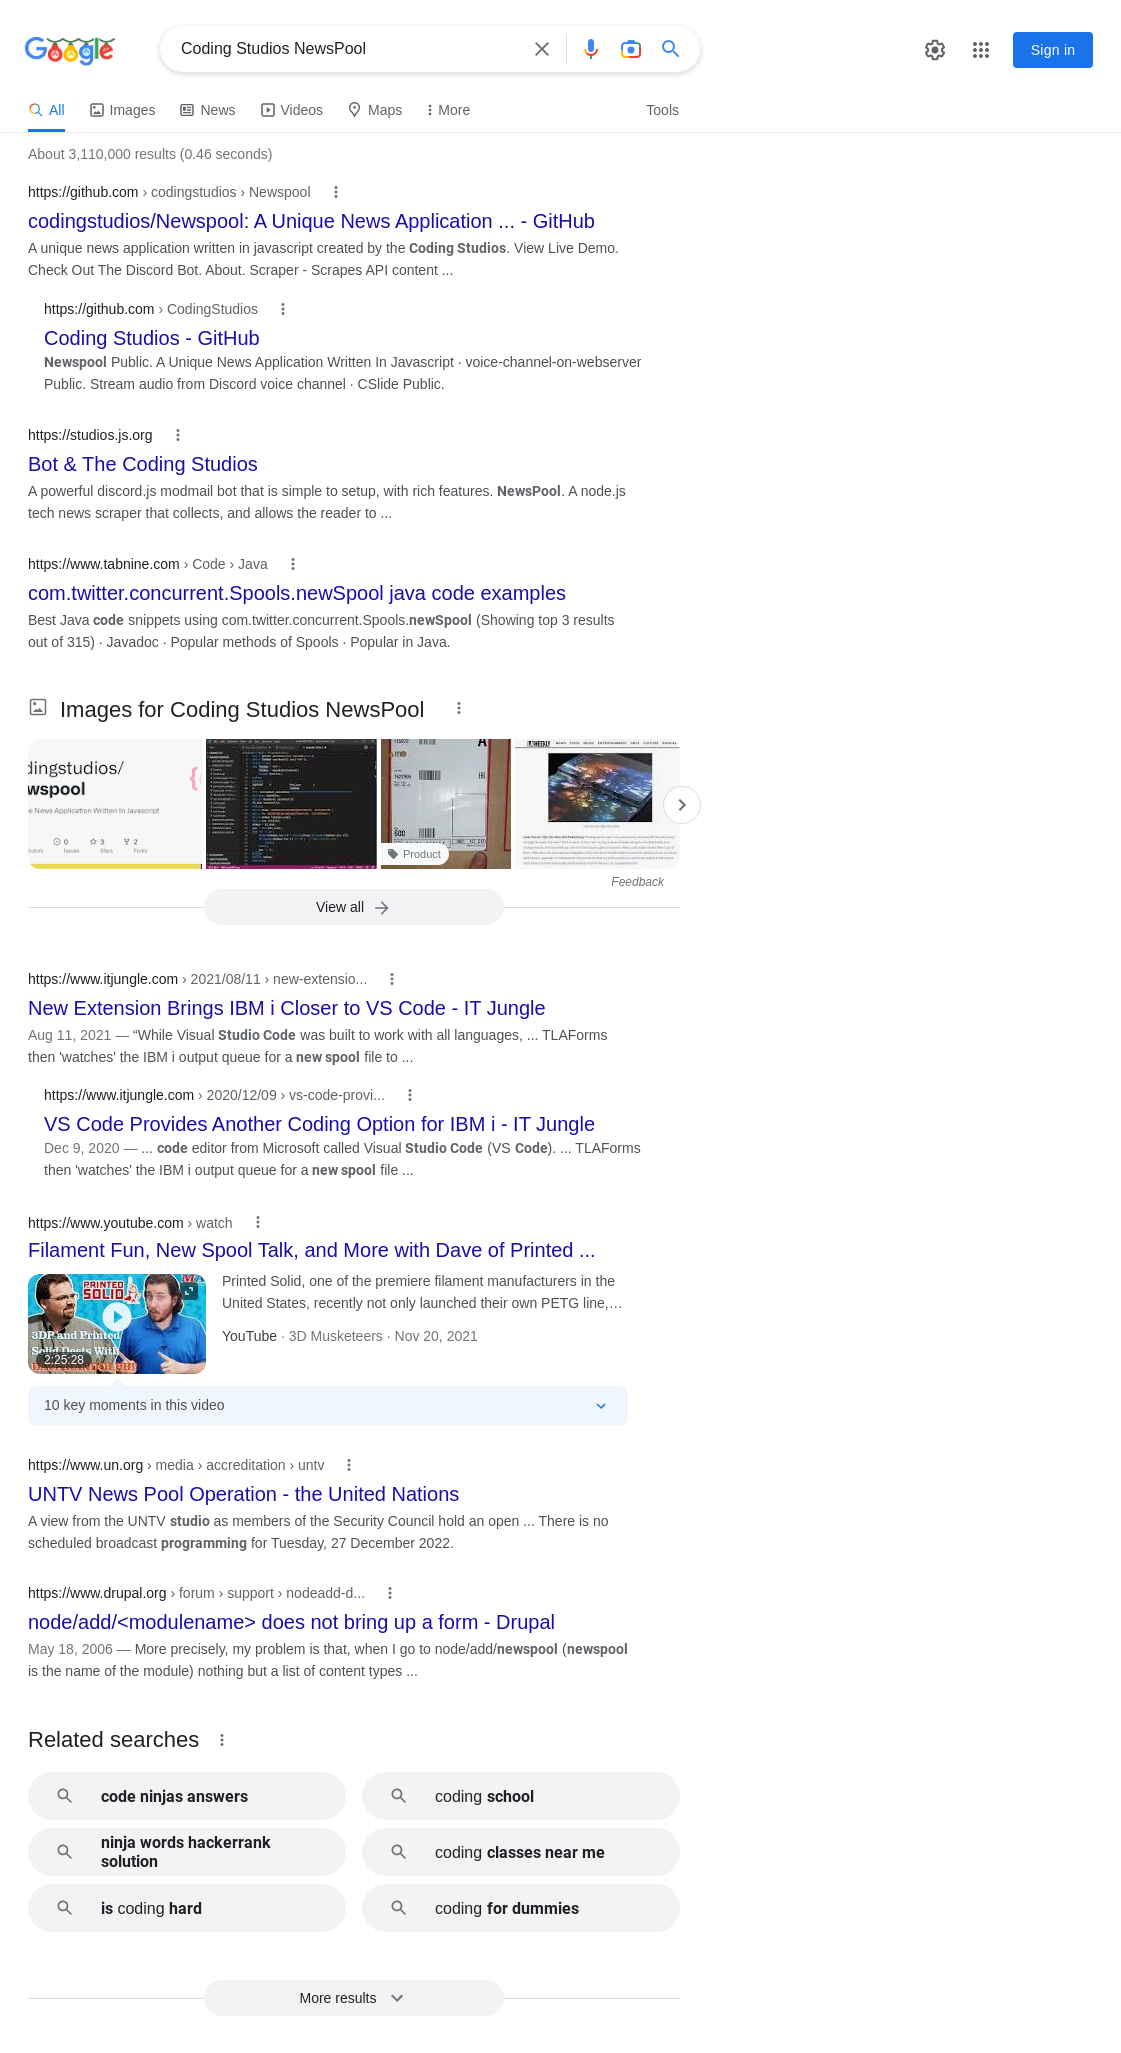 Google
Coding Studios NewsPool
Sign in
All Images News Videos Maps More Tools
About 3,110,000 results (0.46 seconds)
https://github.com › codingstudios › Newspool
codingstudios/Newspool: A Unique News Application ... - GitHub
A unique news application written in javascript created by the Coding Studios. View Live Demo.
Check Out The Discord Bot. About. Scraper - Scrapes API content ...
https://github.com › CodingStudios
Coding Studios - GitHub
Newspool Public. A Unique News Application Written In Javascript · voice-channel-on-webserver
Public. Stream audio from Discord voice channel · CSlide Public.
https://studios.js.org
Bot & The Coding Studios
A powerful discord.js modmail bot that is simple to setup, with rich features. NewsPool. A node.js
tech news scraper that collects, and allows the reader to ...
https://www.tabnine.com › Code › Java
com.twitter.concurrent.Spools.newSpool java code examples
Best Java code snippets using com.twitter.concurrent.Spools.newSpool (Showing top 3 results
out of 315) · Javadoc · Popular methods of Spools · Popular in Java.
Images for Coding Studios NewsPool
dingstudios/
wspool
e News Application Written In Javascript
0 3 2
Issues Stars Forks
Product
Feedback
View all
https://www.itjungle.com › 2021/08/11 › new-extensio...
New Extension Brings IBM i Closer to VS Code - IT Jungle
Aug 11, 2021 — “While Visual Studio Code was built to work with all languages, ... TLAForms
then 'watches' the IBM i output queue for a new spool file to ...
https://www.itjungle.com › 2020/12/09 › vs-code-provi...
VS Code Provides Another Coding Option for IBM i - IT Jungle
Dec 9, 2020 — ... code editor from Microsoft called Visual Studio Code (VS Code). ... TLAForms
then 'watches' the IBM i output queue for a new spool file ...
https://www.youtube.com › watch
Filament Fun, New Spool Talk, and More with Dave of Printed ...
PRINTED
SOLID
3DP and Printed
Solid Deets With
2:25:28
Printed Solid, one of the premiere filament manufacturers in the
United States, recently not only launched their own PETG line,…
YouTube · 3D Musketeers · Nov 20, 2021
10 key moments in this video
https://www.un.org › media › accreditation › untv
UNTV News Pool Operation - the United Nations
A view from the UNTV studio as members of the Security Council hold an open ... There is no
scheduled broadcast programming for Tuesday, 27 December 2022.
https://www.drupal.org › forum › support › nodeadd-d...
node/add/<modulename> does not bring up a form - Drupal
May 18, 2006 — More precisely, my problem is that, when I go to node/add/newspool (newspool
is the name of the module) nothing but a list of content types ...
Related searches
code ninjas answers
coding school
ninja words hackerrank
solution
coding classes near me
is coding hard
coding for dummies
More results